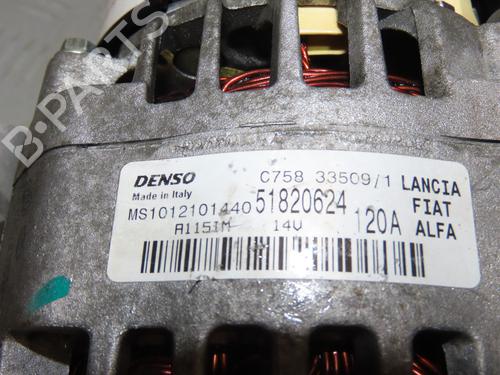 B-PARTS
DENSO C758 33509/1 LANCIA
Made in Italy
MS1012101440 51820624 FIAT
A115IM 14V 120A ALFA